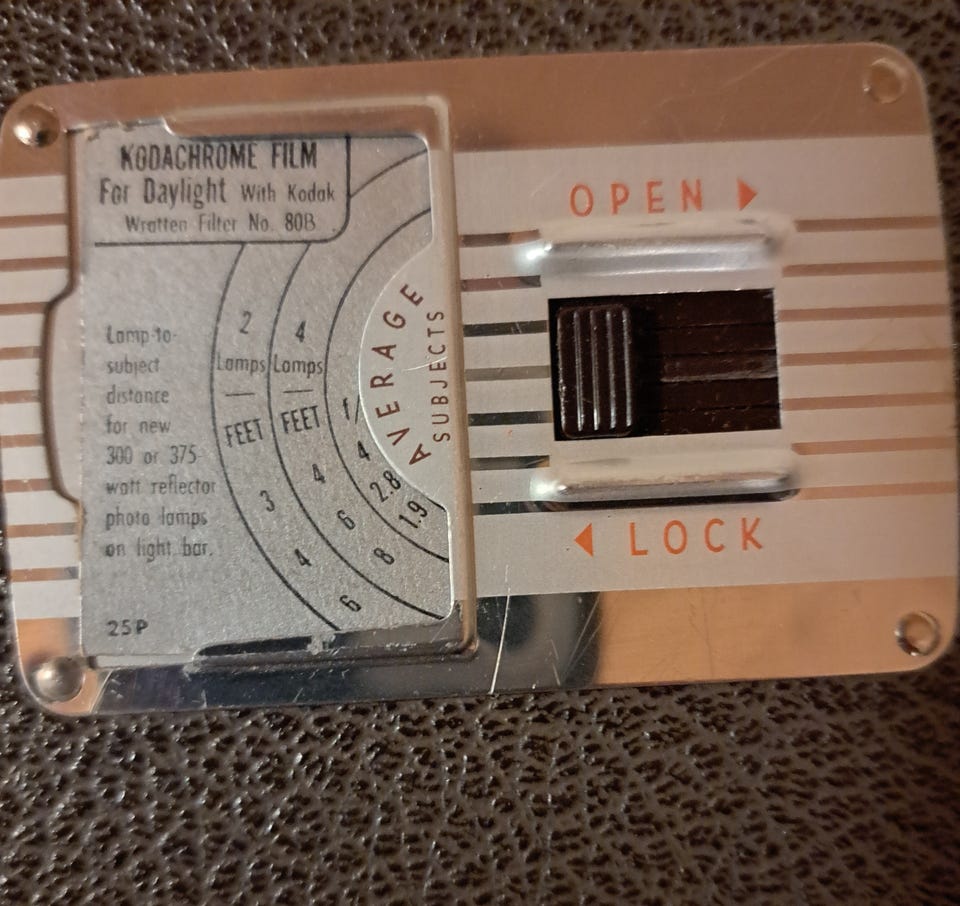 KODACHROME FILM
For Daylight With Kodak
Wratten Filter No. 80B
Lamp-to-
subject
distance
for new
300 or 375-
watt reflector
photo lamps
on light bar.
25P
2
Lamps
—
FEET
3
4
6
4
Lamps
—
FEET
4
6
8
f/
4
2.8
1.9
AVERAGE
SUBJECTS
OPEN ▶
◀ LOCK